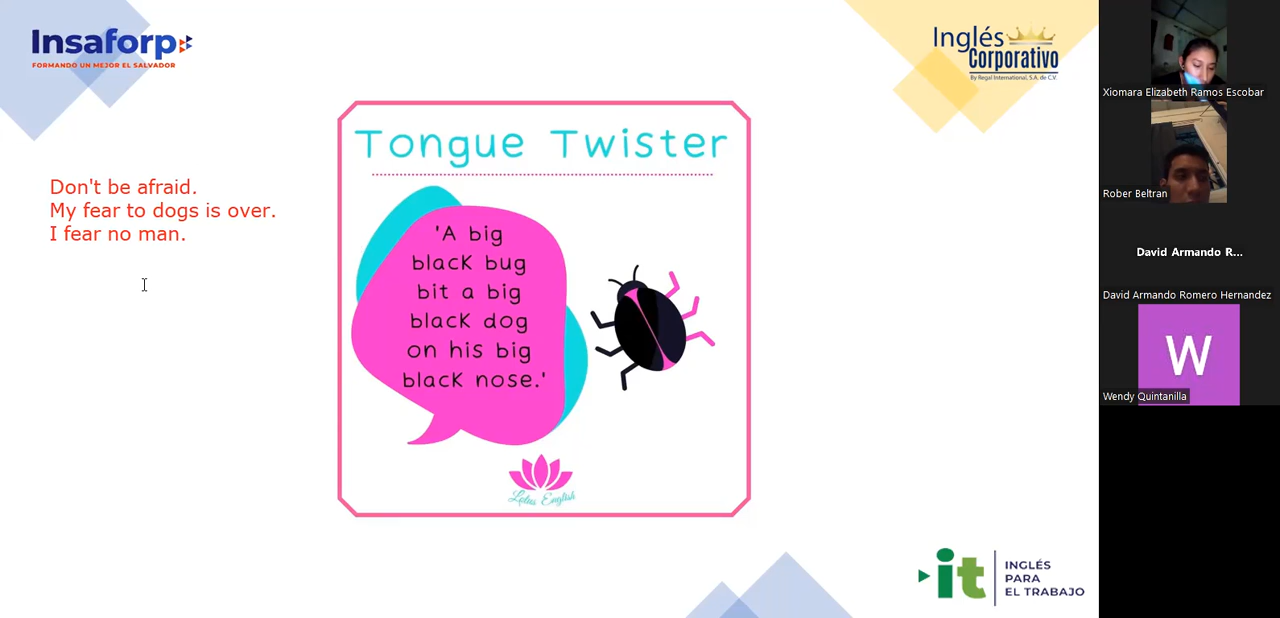 Insaforp
FORMANDO UN MEJOR EL SALVADOR
Inglés
Corporativo
By Regal International, S.A. de C.V.
Don't be afraid.
My fear to dogs is over.
I fear no man.
Tongue Twister
'A big
black bug
bit a big
black dog
on his big
black nose.'
Lotus English
it
INGLÉS
PARA
EL TRABAJO
Xiomara Elizabeth Ramos Escobar
Rober Beltran
David Armando R...
David Armando Romero Hernandez
W
Wendy Quintanilla